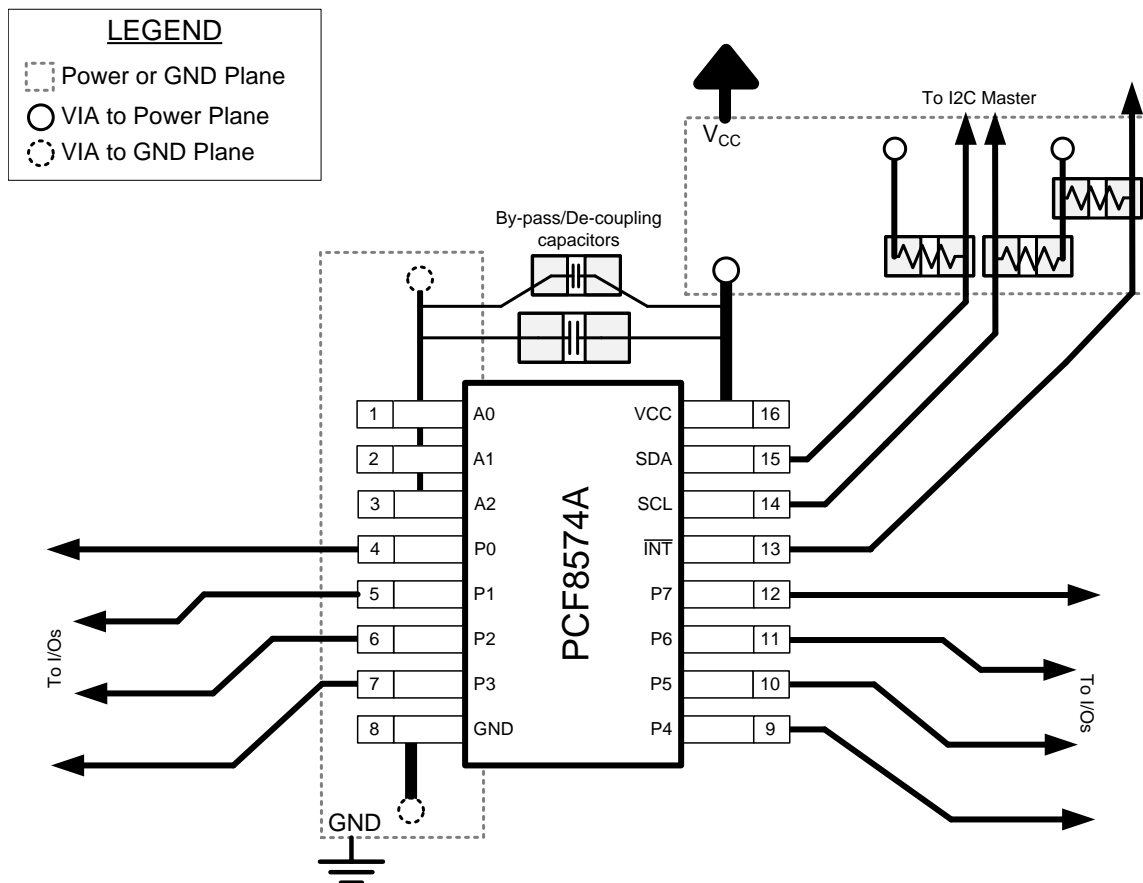 LEGEND
Power or GND Plane
VIA to Power Plane
VIA to GND Plane
VCC
To I2C Master
By-pass/De-coupling
capacitors
1 A0 VCC 16
2 A1 SDA 15
3 A2 SCL 14
4 P0 INT 13
5 P1 P7 12
6 P2 P6 11
7 P3 P5 10
8 GND P4 9
PCF8574A
To I/Os
To I/Os
GND